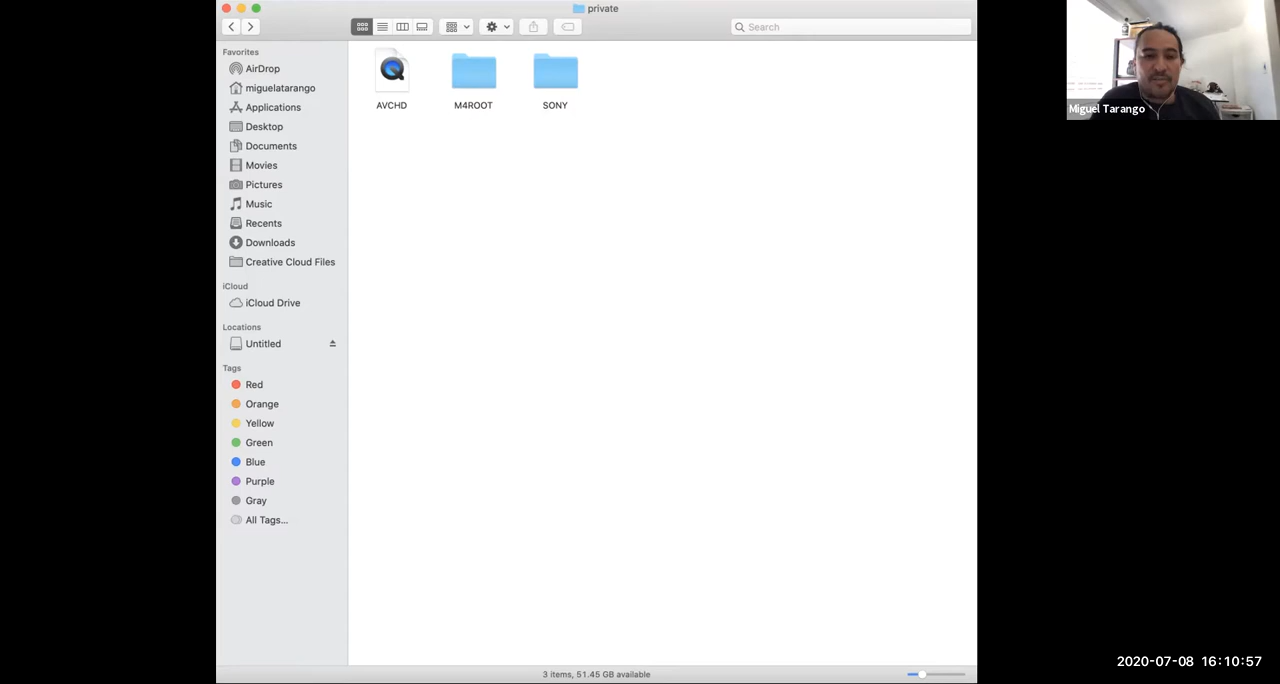 private
Search
Favorites
AirDrop
miguelatarango
Applications
Desktop
Documents
Movies
Pictures
Music
Recents
Downloads
Creative Cloud Files
iCloud
iCloud Drive
Locations
Untitled
Tags
Red
Orange
Yellow
Green
Blue
Purple
Gray
All Tags...
AVCHD
M4ROOT
SONY
3 items, 51.45 GB available
Miguel Tarango
2020-07-08 16:10:57